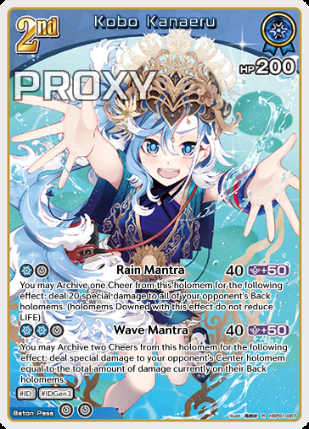 2nd
Kobo Kanaeru
HP200
PROXY
Rain Mantra 40 +50
You may Archive one Cheer from this holomem for the following
effect: deal 20 special damage to all of your opponent's Back
holomems. (holomems Downed with this effect do not reduce
LIFE)
Wave Mantra 40 +50
You may Archive two Cheers from this holomem for the following
effect: deal special damage to your opponent's Center holomem
equal to the total amount of damage currently on their Back
holomems.
#ID #IDGen3
Baton Pass